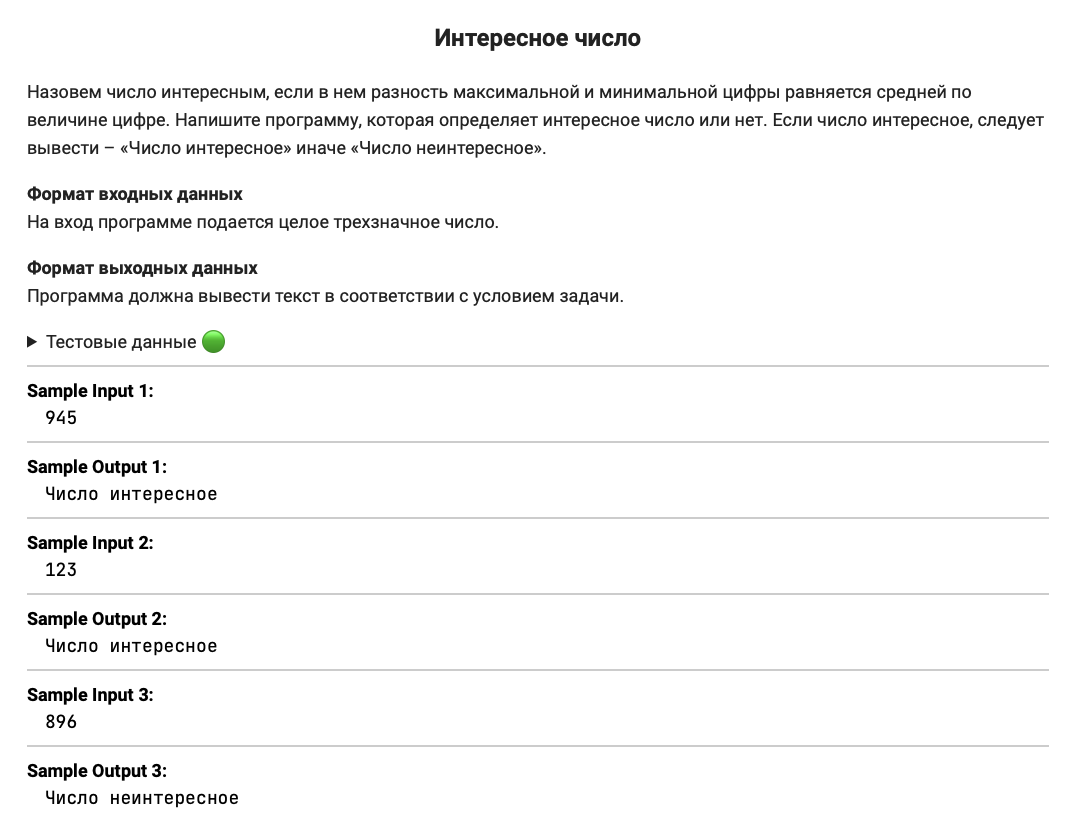 Интересное число
Назовем число интересным, если в нем разность максимальной и минимальной цифры равняется средней по
величине цифре. Напишите программу, которая определяет интересное число или нет. Если число интересное, следует
вывести – «Число интересное» иначе «Число неинтересное».
Формат входных данных
На вход программе подается целое трехзначное число.
Формат выходных данных
Программа должна вывести текст в соответствии с условием задачи.
Тестовые данные
Sample Input 1:
945
Sample Output 1:
Число интересное
Sample Input 2:
123
Sample Output 2:
Число интересное
Sample Input 3:
896
Sample Output 3:
Число неинтересное